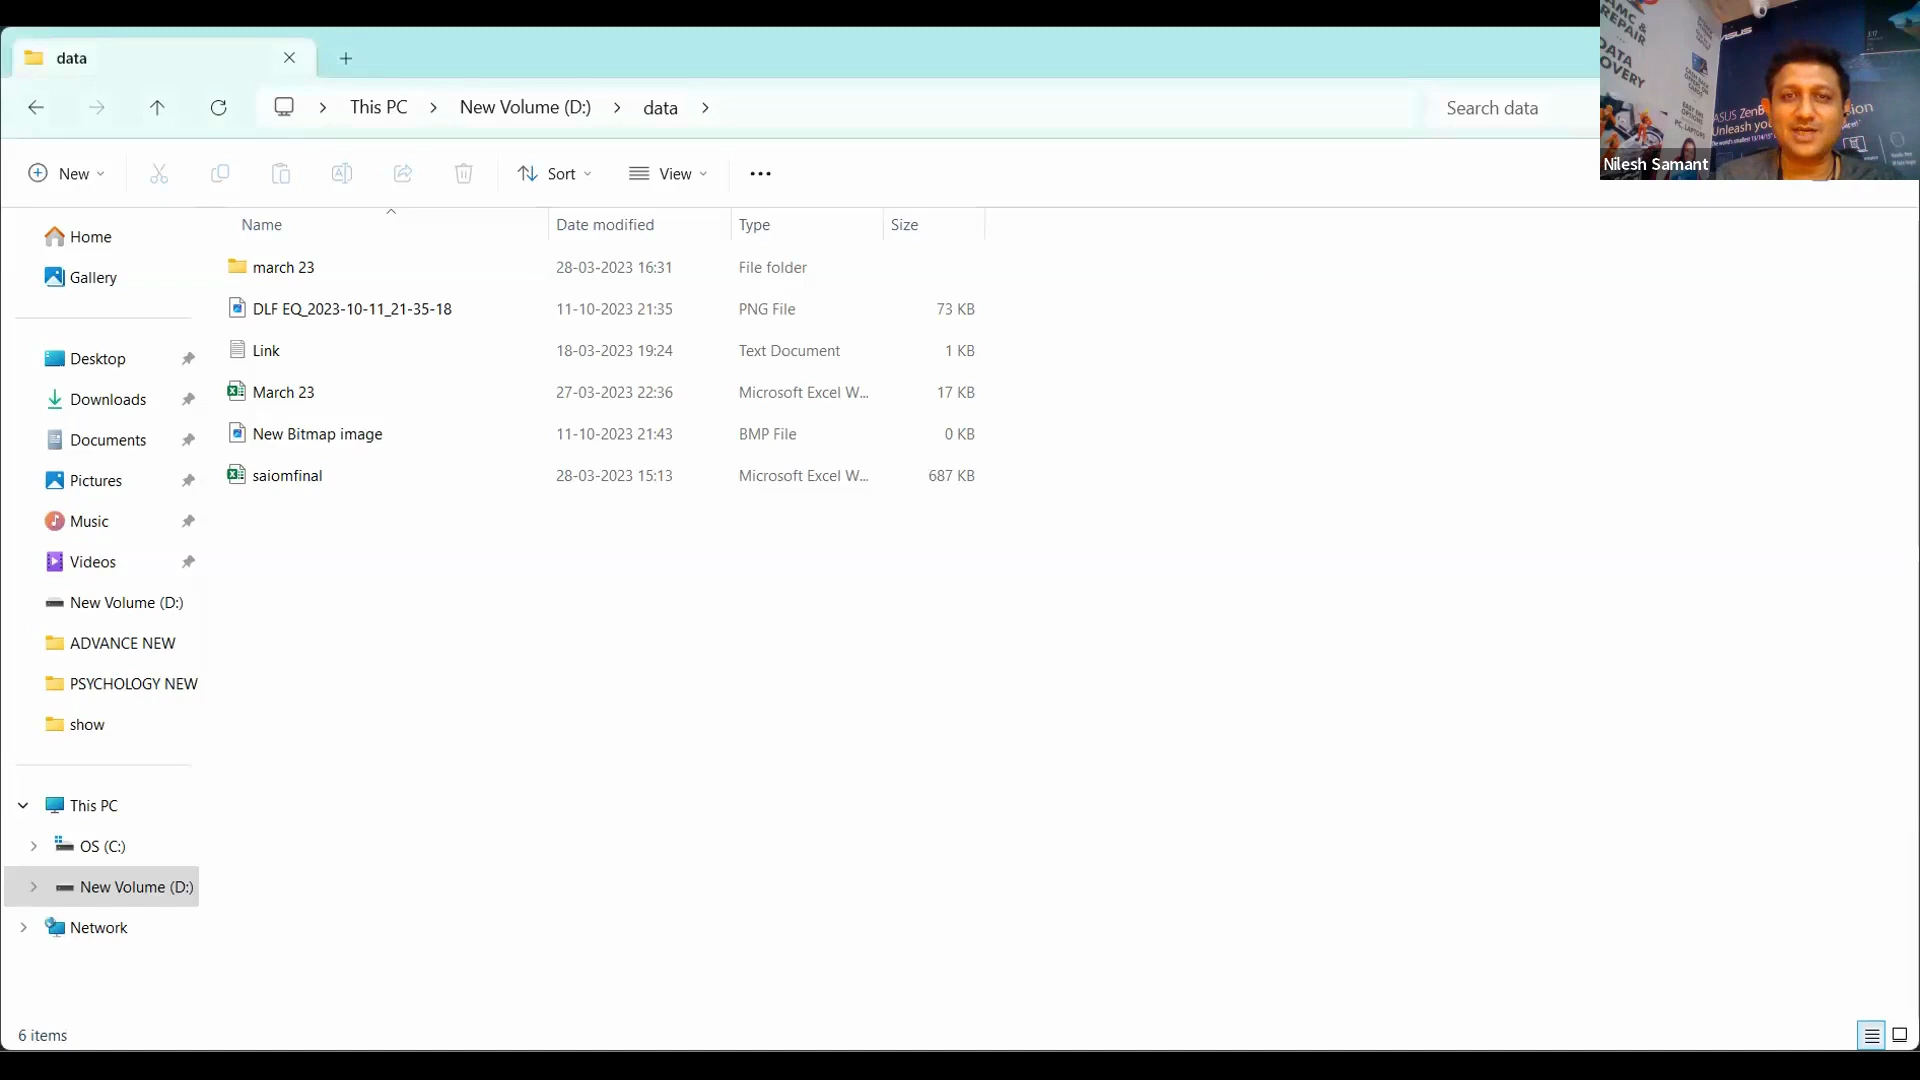 data
This PC > New Volume (D:) > data >
Search data
New
Sort
View
Name Date modified Type Size
march 23 28-03-2023 16:31 File folder
DLF EQ_2023-10-11_21-35-18 11-10-2023 21:35 PNG File 73 KB
Link 18-03-2023 19:24 Text Document 1 KB
March 23 27-03-2023 22:36 Microsoft Excel W... 17 KB
New Bitmap image 11-10-2023 21:43 BMP File 0 KB
saiomfinal 28-03-2023 15:13 Microsoft Excel W... 687 KB
Home
Gallery
Desktop
Downloads
Documents
Pictures
Music
Videos
New Volume (D:)
ADVANCE NEW
PSYCHOLOGY NEW
show
This PC
OS (C:)
New Volume (D:)
Network
6 items
AMC &
REPAIR
DATA
ASUS
Unleash
Nilesh Samant